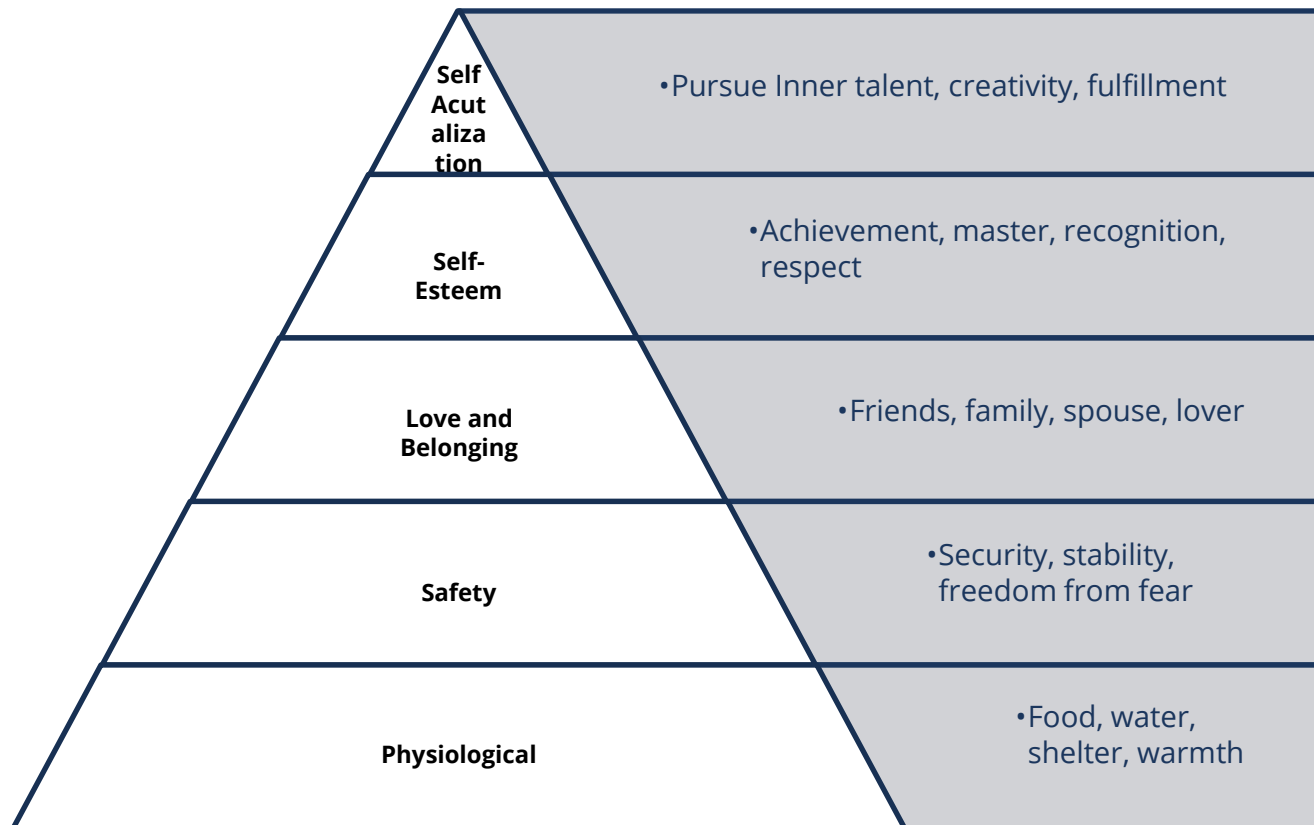 Self
Acut
aliza
tion
•Pursue Inner talent, creativity, fulfillment
Self-
Esteem
•Achievement, master, recognition,
respect
Love and
Belonging
•Friends, family, spouse, lover
Safety
•Security, stability,
freedom from fear
Physiological
•Food, water,
shelter, warmth